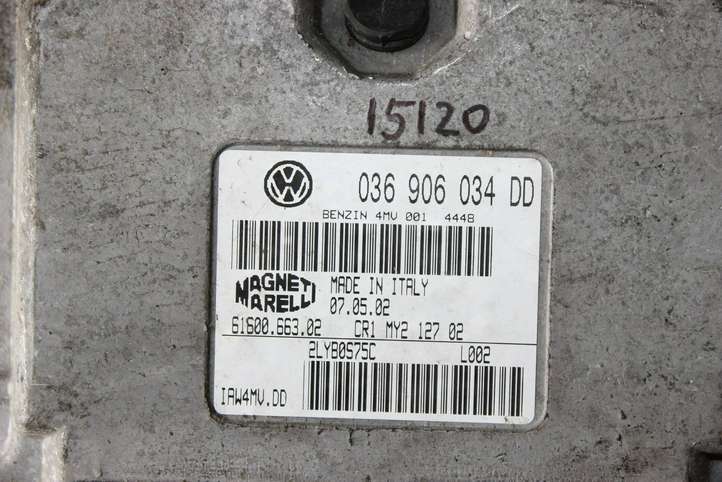 15120
036 906 034 DD
BENZIN 4MV 001 4448
MAGNETI MARELLI
MADE IN ITALY
07.05.02
61600.663.02 CR1 MY2 127 02
2LYB0S75C L002
IAW4MV.DD